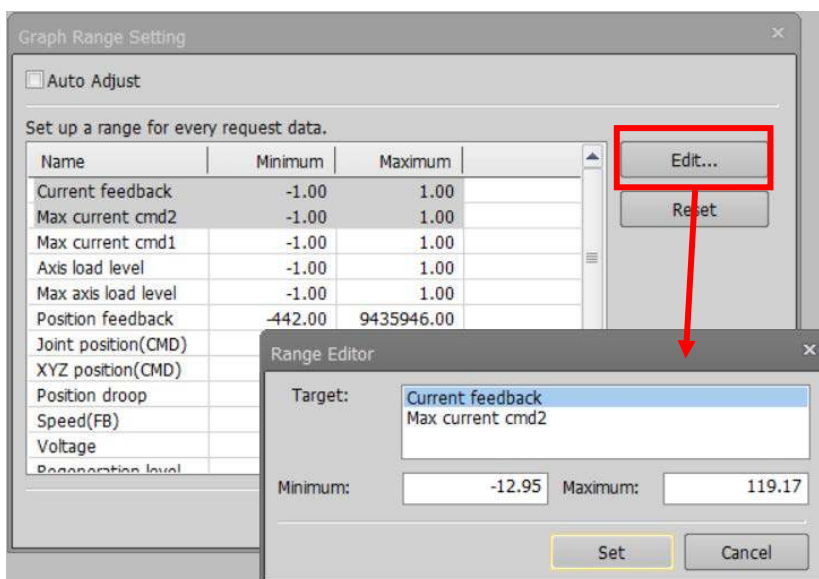 Graph Range Setting
Auto Adjust
Set up a range for every request data.
Name Minimum Maximum
Edit...
Current feedback -1.00 1.00
Max current cmd2 -1.00 1.00
Reset
Max current cmd1 -1.00 1.00
Axis load level -1.00 1.00
Max axis load level -1.00 1.00
Position feedback -442.00 9435946.00
Joint position(CMD)
XYZ position(CMD)
Position droop
Speed(FB)
Voltage
Regeneration level
Range Editor
Target:
Current feedback
Max current cmd2
Minimum: -12.95 Maximum: 119.17
Set Cancel